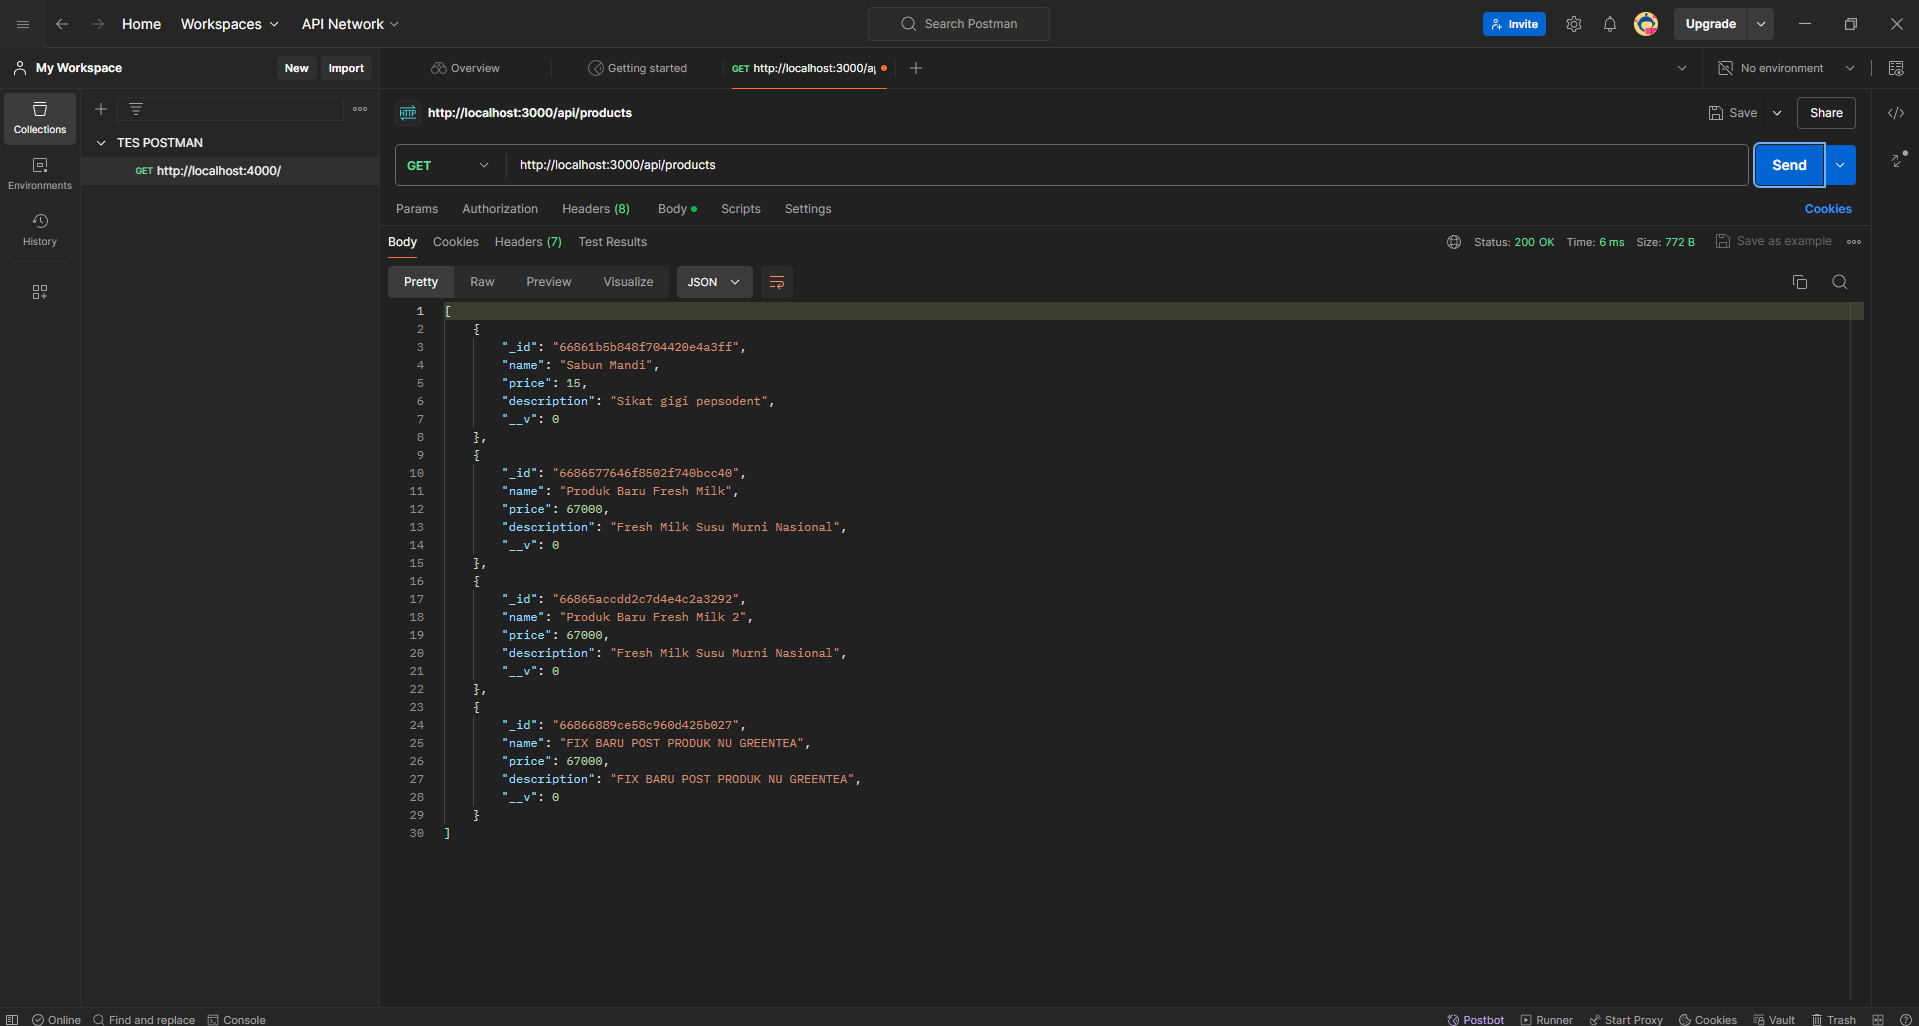 Home Workspaces API Network Search Postman Invite Upgrade
My Workspace New Import Overview Getting started GET http://localhost:3000/ap No environment
Collections
Environments
History
TES POSTMAN
GET http://localhost:4000/
HTTP http://localhost:3000/api/products Save Share
GET http://localhost:3000/api/products Send
Params Authorization Headers (8) Body Scripts Settings Cookies
Body Cookies Headers (7) Test Results Status: 200 OK Time: 6 ms Size: 772 B Save as example
Pretty Raw Preview Visualize JSON
1 [
2 {
3 "_id": "66861b5b848f704420e4a3ff",
4 "name": "Sabun Mandi",
5 "price": 15,
6 "description": "Sikat gigi pepsodent",
7 "__v": 0
8 },
9 {
10 "_id": "6686577646f8502f740bcc40",
11 "name": "Produk Baru Fresh Milk",
12 "price": 67000,
13 "description": "Fresh Milk Susu Murni Nasional",
14 "__v": 0
15 },
16 {
17 "_id": "66865accdd2c7d4e4c2a3292",
18 "name": "Produk Baru Fresh Milk 2",
19 "price": 67000,
20 "description": "Fresh Milk Susu Murni Nasional",
21 "__v": 0
22 },
23 {
24 "_id": "66866889ce58c960d425b027",
25 "name": "FIX BARU POST PRODUK NU GREENTEA",
26 "price": 67000,
27 "description": "FIX BARU POST PRODUK NU GREENTEA",
28 "__v": 0
29 }
30 ]
Online Find and replace Console Postbot Runner Start Proxy Cookies Vault Trash